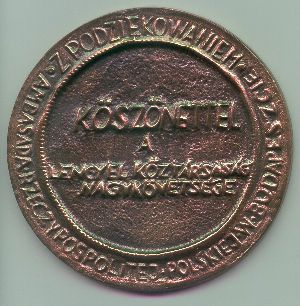 Z PODZIĘKOWANIEM · AMBASADA RZECZYPOSPOLITEJ · POLSKIEJ W BUDAPESZCIE
KÖSZÖNETTEL
A
LENGYEL KÖZTÁRSASÁG
NAGYKÖVETSÉGE